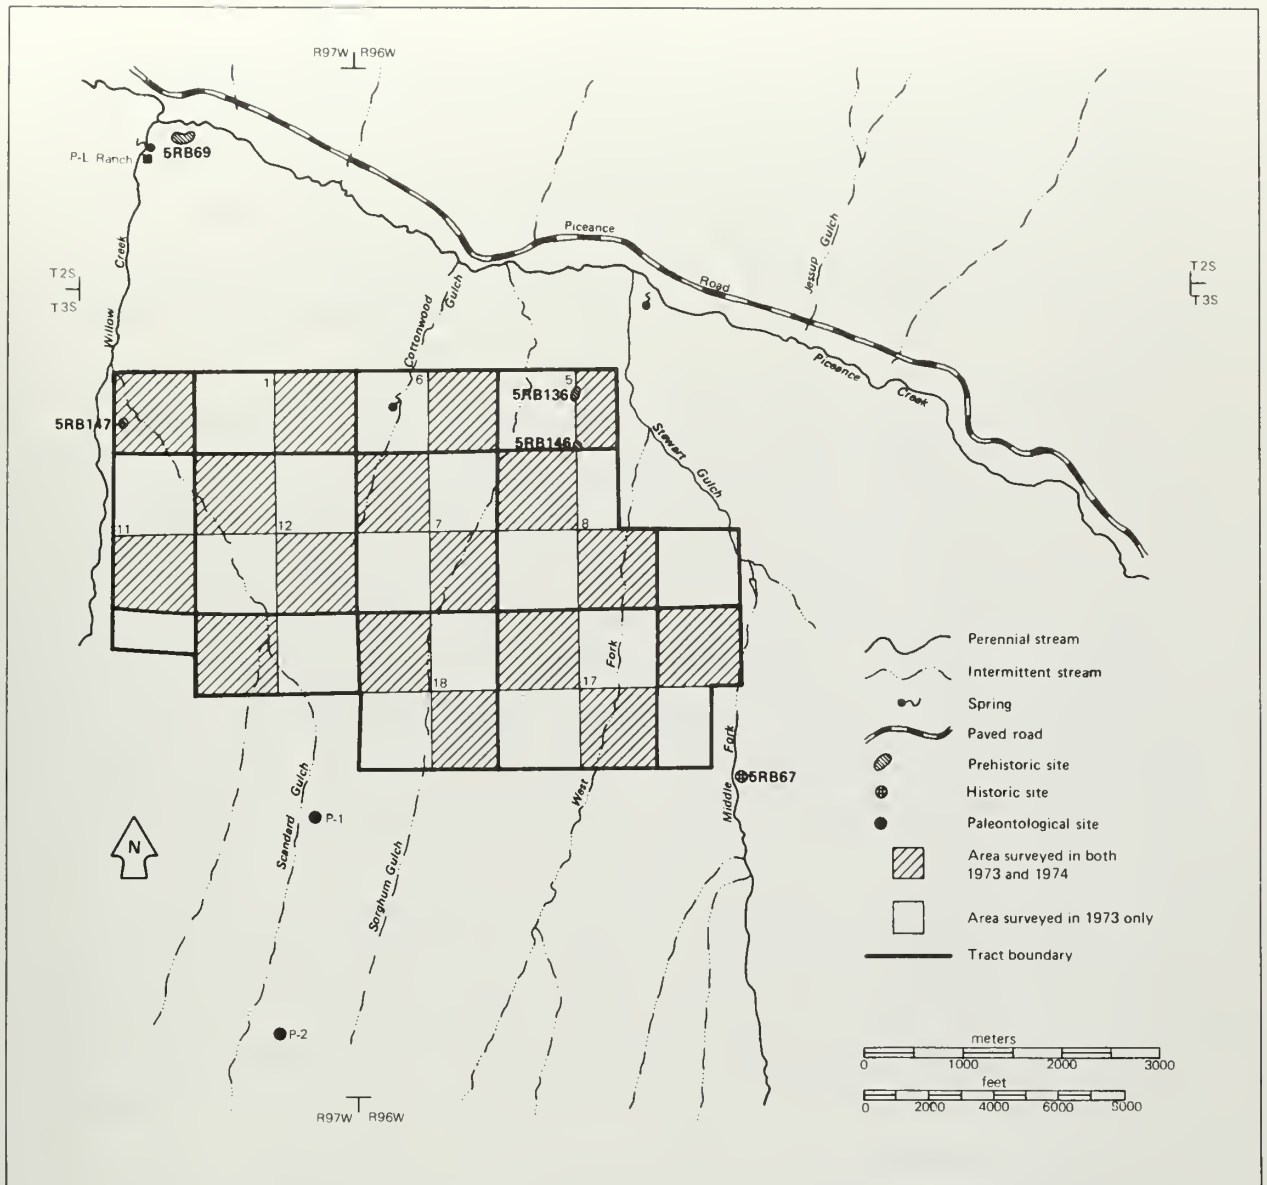 R97W R96W
P-L Ranch
5RB69
Willow Creek
T2S
T3S
Cottonwood Gulch
Piceance Road
Jessup Gulch
T2S
T3S
Piceance Creek
1
6
5
5RB136
5RB147
5RB146
Stewart Gulch
11
12
7
8
18
17
West Fork
Middle Fork
5RB67
Scandard Gulch
Sorghum Gulch
P-1
P-2
N
R97W R96W
Perennial stream
Intermittent stream
Spring
Paved road
Prehistoric site
Historic site
Paleontological site
Area surveyed in both
1973 and 1974
Area surveyed in 1973 only
Tract boundary
meters
0 1000 2000 3000
feet
0 2000 4000 6000 8000